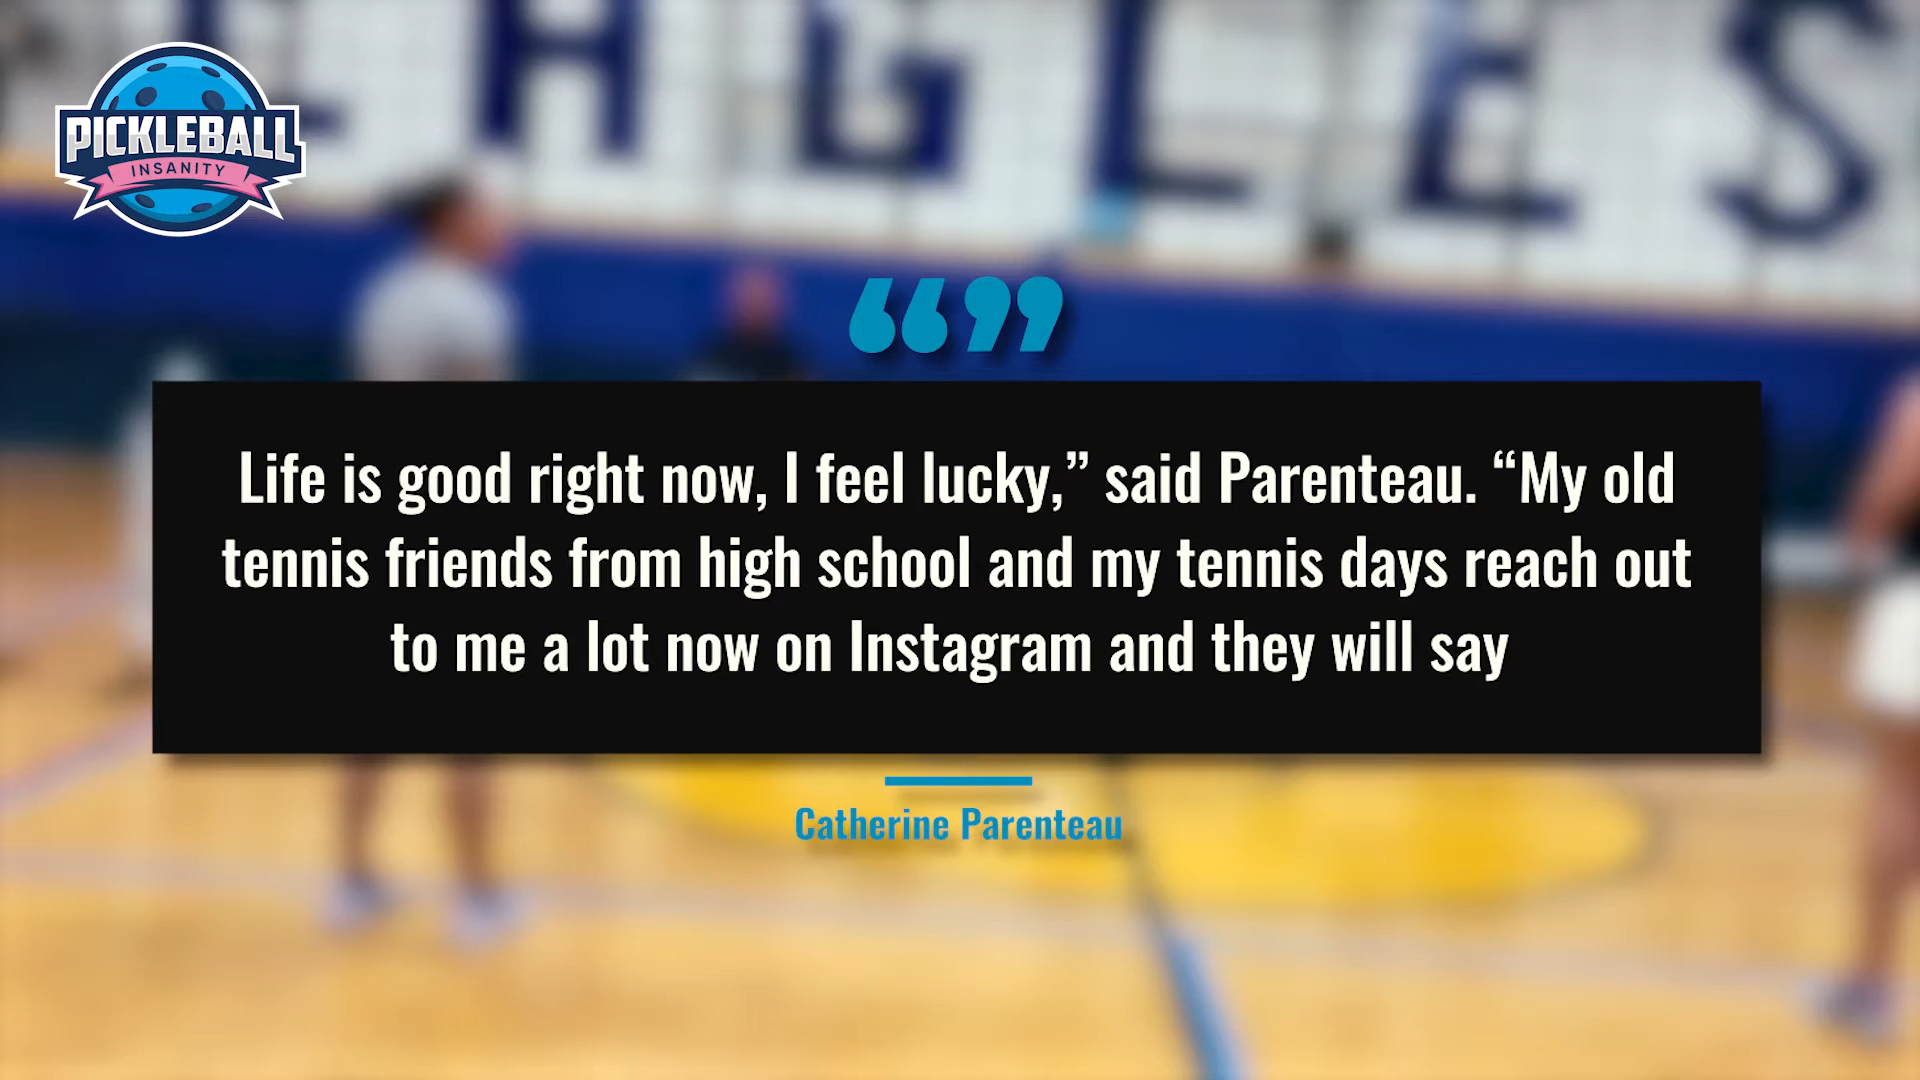 PICKLEBALL
INSANITY
AGLES
“”
Life is good right now, I feel lucky,” said Parenteau. “My old
tennis friends from high school and my tennis days reach out
to me a lot now on Instagram and they will say
Catherine Parenteau